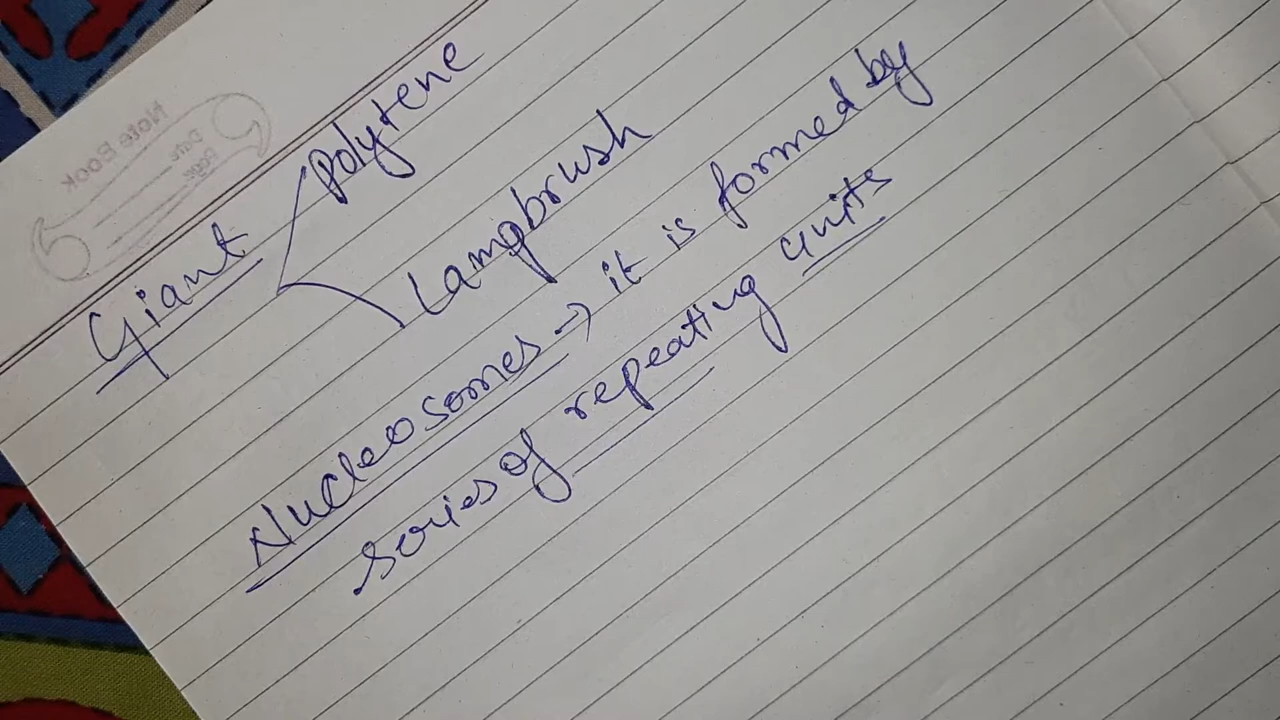 Note Book
Date
Page
Giant
Polytene
Lampbrush
Nucleosomes → it is formed by
series of repeating units